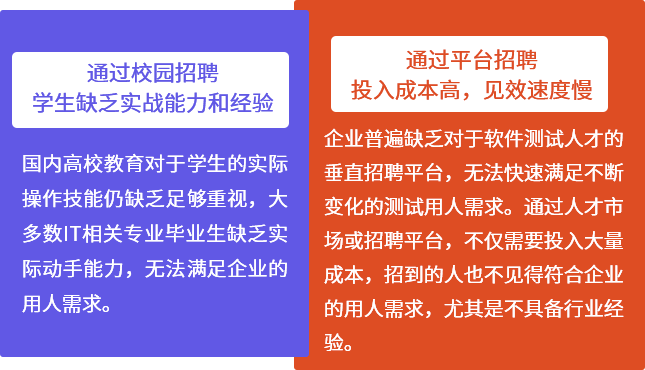 通过校园招聘
学生缺乏实战能力和经验
国内高校教育对于学生的实际
操作技能仍缺乏足够重视，大
多数IT相关专业毕业生缺乏实
际动手能力，无法满足企业的
用人需求。
通过平台招聘
投入成本高，见效速度慢
企业普遍缺乏对于软件测试人才的
垂直招聘平台，无法快速满足不断
变化的测试用人需求。通过人才市
场或招聘平台，不仅需要投入大量
成本，招到的人也不见得符合企业
的用人需求，尤其是不具备行业经
验。